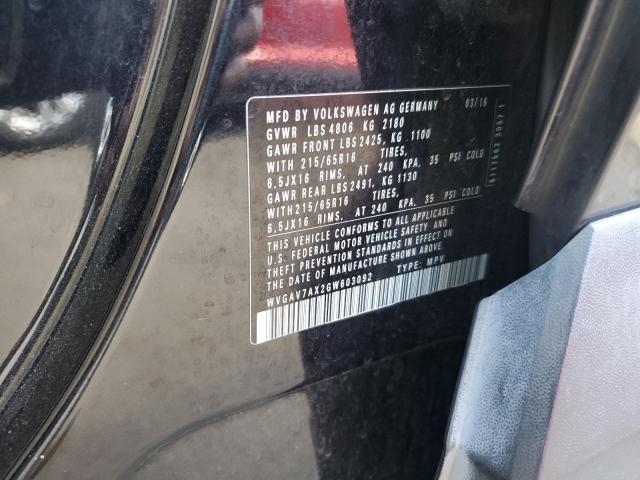 MFD BY VOLKSWAGEN AG GERMANY 03/16
GVWR LBS 4806 KG 2180
GAWR FRONT LBS 2425, KG 1100
WITH 215/65R16 TIRES,
6,5JX16 RIMS, AT 240 KPA, 35 PSI COLD
GAWR REAR LBS 2491, KG 1130
WITH 215/65R16 TIRES,
6,5JX16 RIMS, AT 240 KPA, 35 PSI COLD
THIS VEHICLE CONFORMS TO ALL APPLICABLE
U.S. FEDERAL MOTOR VEHICLE SAFETY AND
THEFT PREVENTION STANDARDS IN EFFECT ON
THE DATE OF MANUFACTURE SHOWN ABOVE.
WVGAV7AX2GW603092 TYPE: MPV